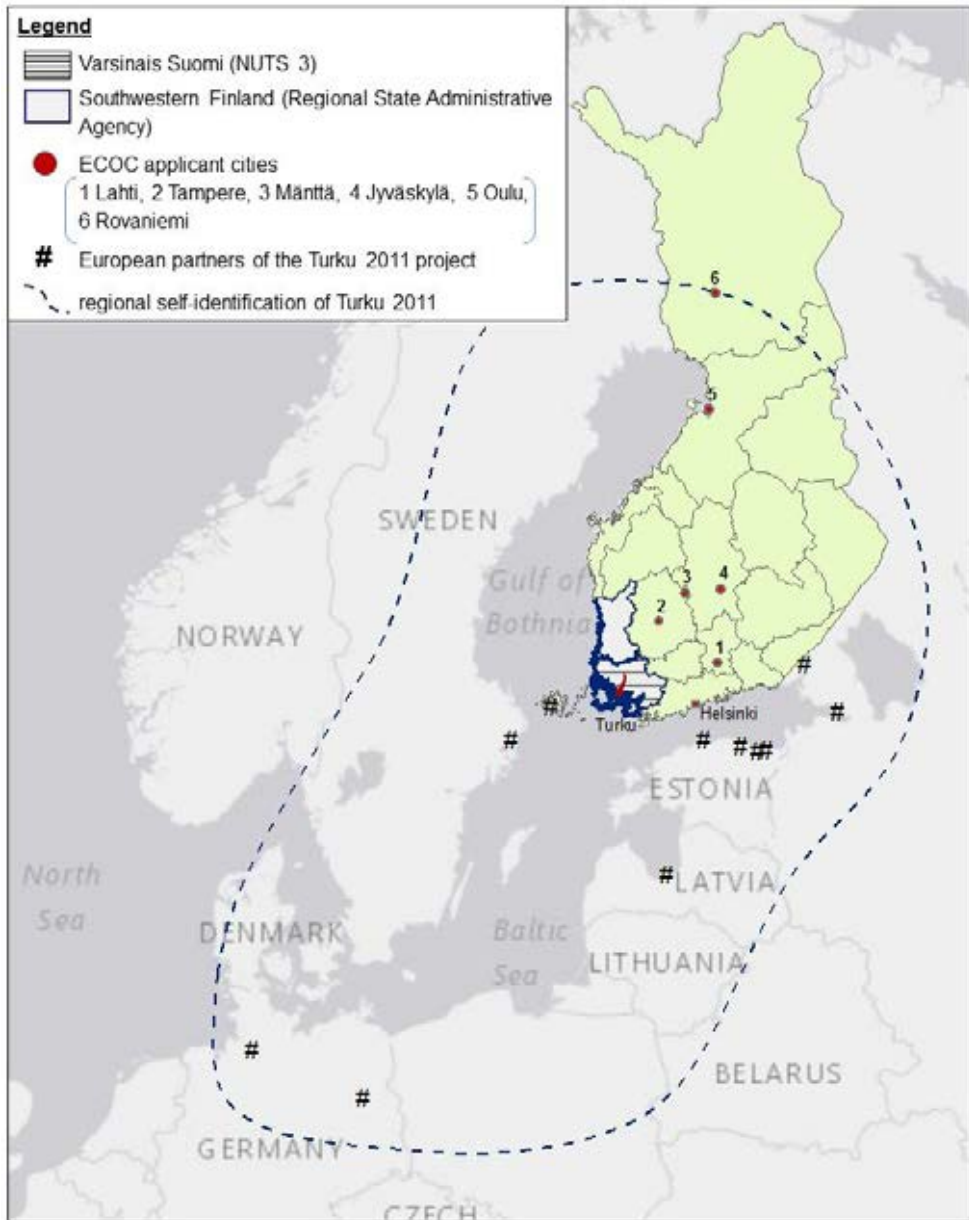 Legend
Varsinais Suomi (NUTS 3)
Southwestern Finland (Regional State Administrative
Agency)
ECOC applicant cities
1 Lahti, 2 Tampere, 3 Mänttä, 4 Jyväskylä, 5 Oulu,
6 Rovaniemi
# European partners of the Turku 2011 project
regional self-identification of Turku 2011
6
5
SWEDEN
Gulf of
Bothnia
3
4
2
NORWAY
1
#
#
#
Helsinki
Turku
#
#
#
#
#
ESTONIA
North
Sea
#
LATVIA
DENMARK
Baltic
Sea
LITHUANIA
#
BELARUS
#
GERMANY
CZECH